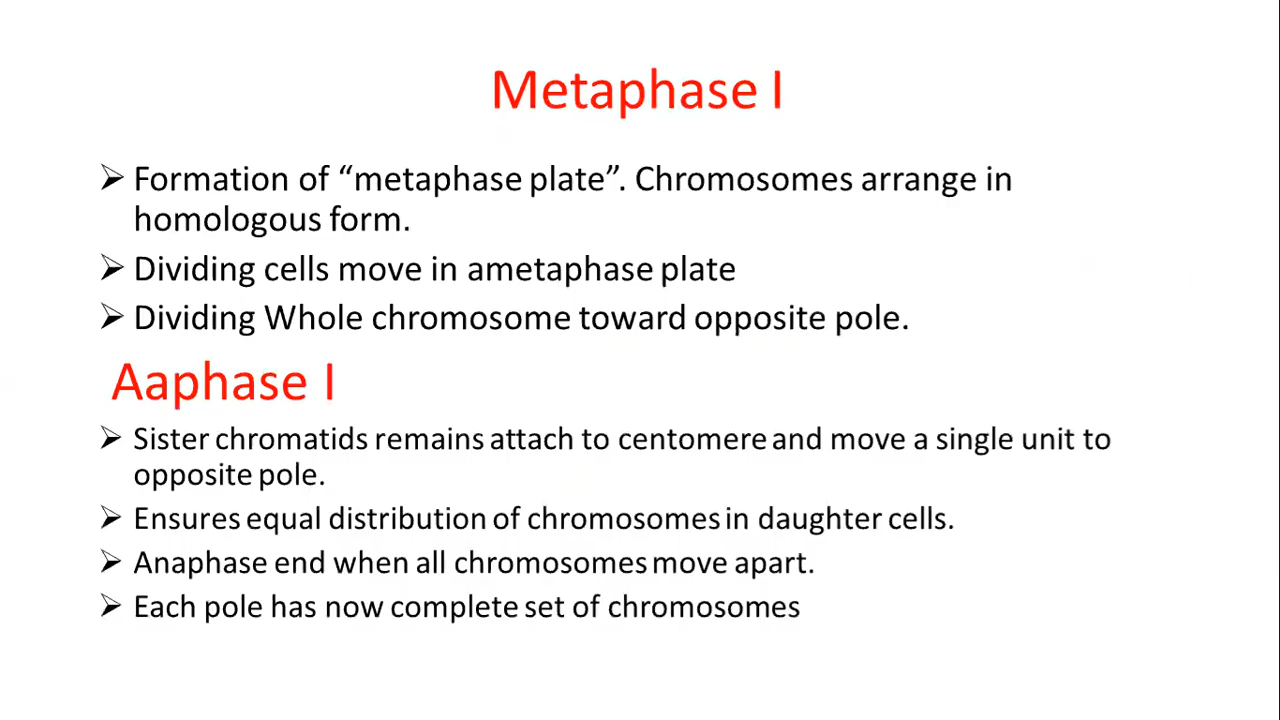 Metaphase I
➢ Formation of “metaphase plate”. Chromosomes arrange in
homologous form.
➢ Dividing cells move in ametaphase plate
➢ Dividing Whole chromosome toward opposite pole.
Aaphase I
➢ Sister chromatids remains attach to centomere and move a single unit to
opposite pole.
➢ Ensures equal distribution of chromosomes in daughter cells.
➢ Anaphase end when all chromosomes move apart.
➢ Each pole has now complete set of chromosomes